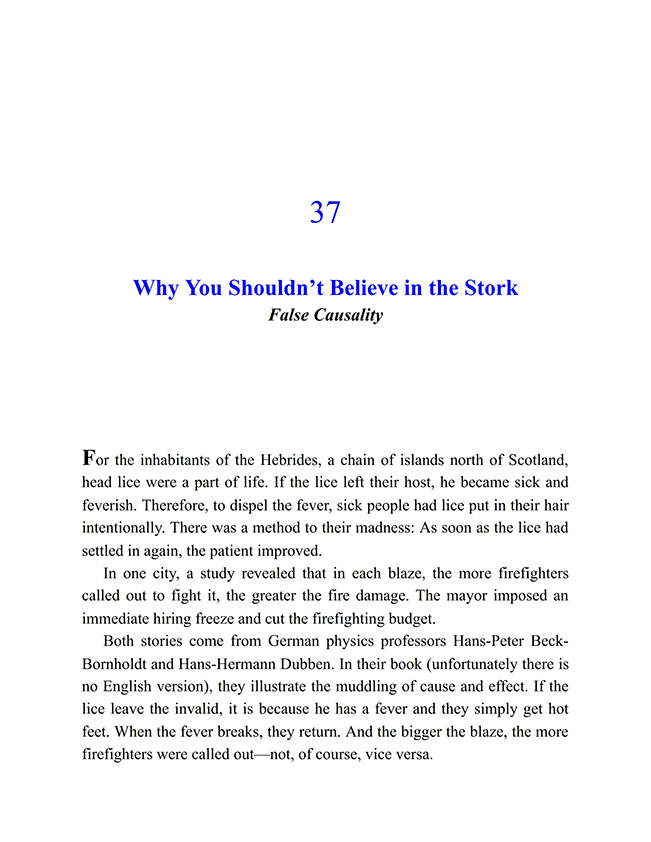 37
Why You Shouldn’t Believe in the Stork
False Causality
For the inhabitants of the Hebrides, a chain of islands north of Scotland,
head lice were a part of life. If the lice left their host, he became sick and
feverish. Therefore, to dispel the fever, sick people had lice put in their hair
intentionally. There was a method to their madness: As soon as the lice had
settled in again, the patient improved.
In one city, a study revealed that in each blaze, the more firefighters
called out to fight it, the greater the fire damage. The mayor imposed an
immediate hiring freeze and cut the firefighting budget.
Both stories come from German physics professors Hans-Peter Beck-
Bornholdt and Hans-Hermann Dubben. In their book (unfortunately there is
no English version), they illustrate the muddling of cause and effect. If the
lice leave the invalid, it is because he has a fever and they simply get hot
feet. When the fever breaks, they return. And the bigger the blaze, the more
firefighters were called out—not, of course, vice versa.